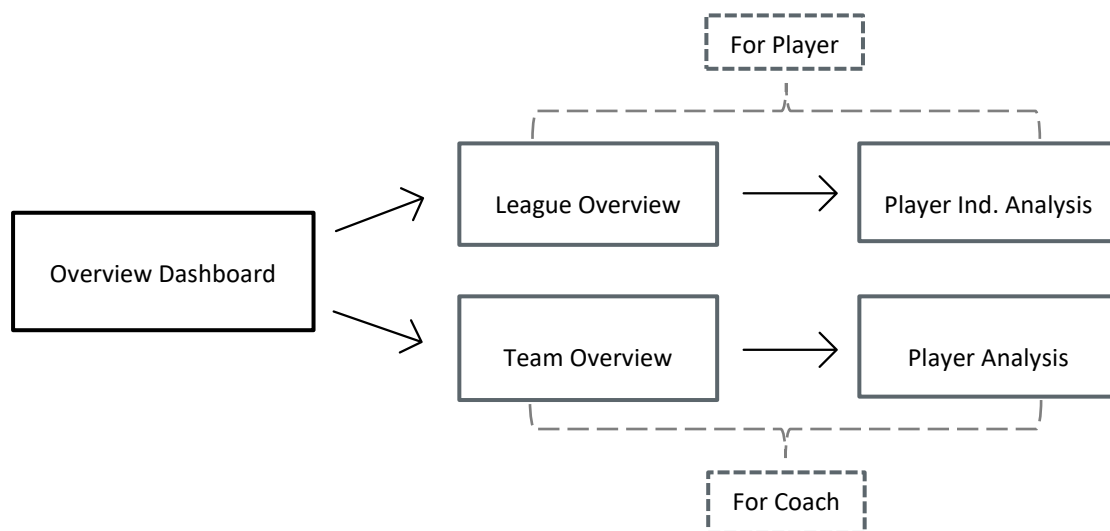 For Player
League Overview
Player Ind. Analysis
Overview Dashboard
Team Overview
Player Analysis
For Coach